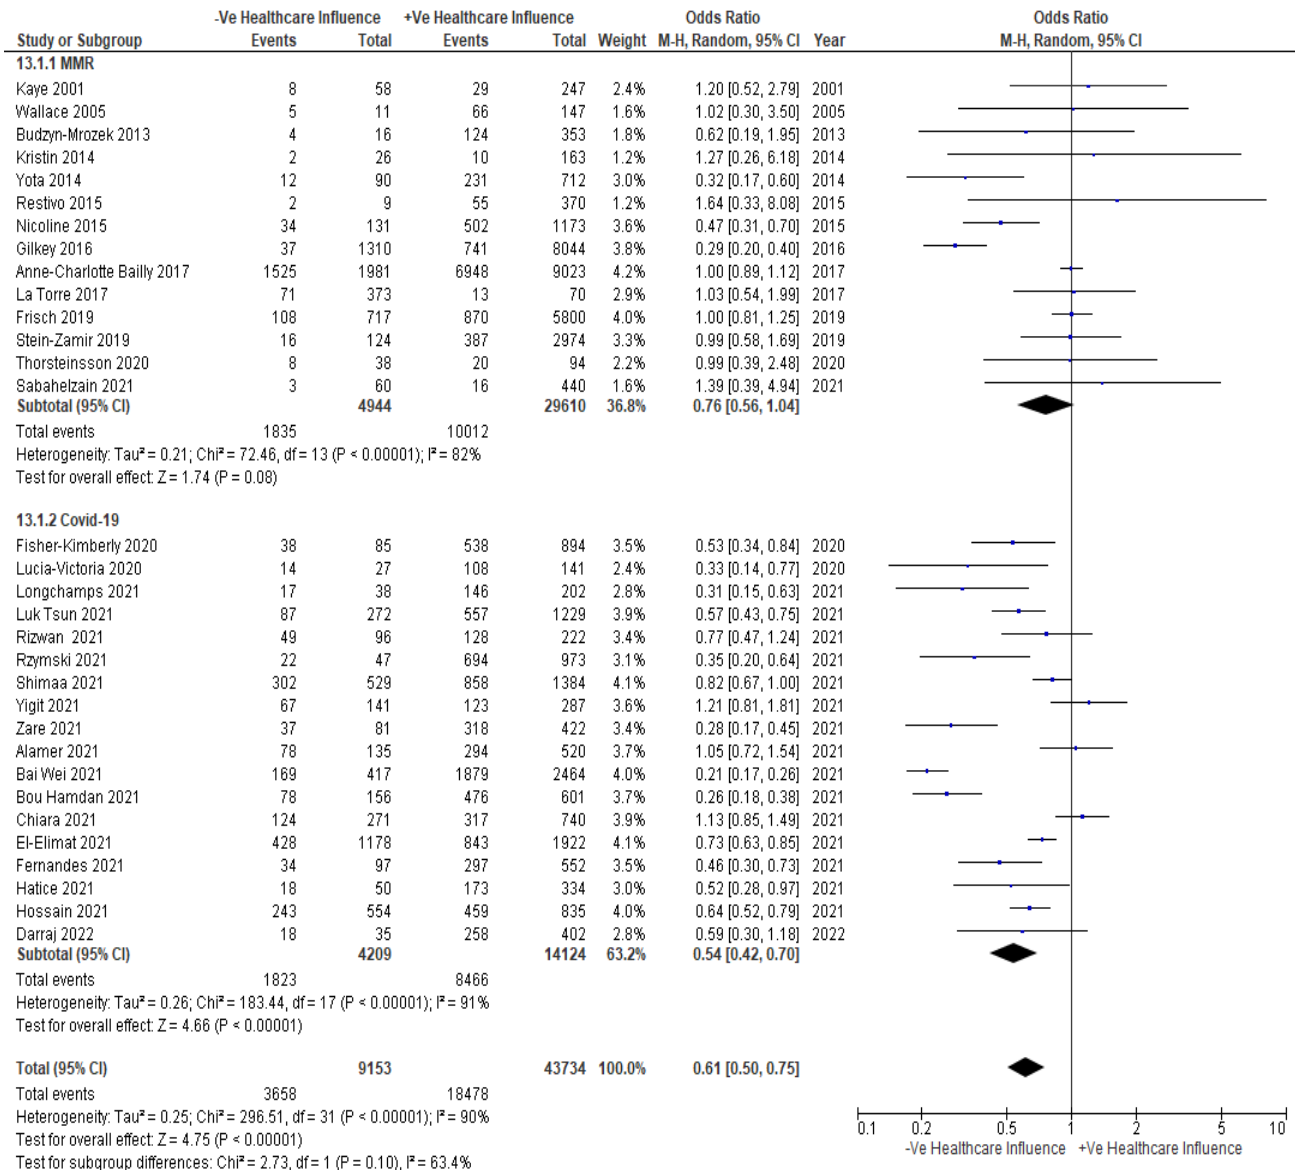 -Ve Healthcare Influence +Ve Healthcare Influence Odds Ratio Odds Ratio
Study or Subgroup Events Total Events Total Weight M-H, Random, 95% CI Year M-H, Random, 95% CI
13.1.1 MMR
Kaye 2001 8 58 29 247 2.4% 1.20 [0.52, 2.79] 2001
Wallace 2005 5 11 66 147 1.6% 1.02 [0.30, 3.50] 2005
Budzyn-Mrozek 2013 4 16 124 353 1.8% 0.62 [0.19, 1.95] 2013
Kristin 2014 2 26 10 163 1.2% 1.27 [0.26, 6.18] 2014
Yota 2014 12 90 231 712 3.0% 0.32 [0.17, 0.60] 2014
Restivo 2015 2 9 55 370 1.2% 1.64 [0.33, 8.08] 2015
Nicoline 2015 34 131 502 1173 3.6% 0.47 [0.31, 0.70] 2015
Gilkey 2016 37 1310 741 8044 3.8% 0.29 [0.20, 0.40] 2016
Anne-Charlotte Bailly 2017 1525 1981 6948 9023 4.2% 1.00 [0.89, 1.12] 2017
La Torre 2017 71 373 13 70 2.9% 1.03 [0.54, 1.99] 2017
Frisch 2019 108 717 870 5800 4.0% 1.00 [0.81, 1.25] 2019
Stein-Zamir 2019 16 124 387 2974 3.3% 0.99 [0.58, 1.69] 2019
Thorsteinsson 2020 8 38 20 94 2.2% 0.99 [0.39, 2.48] 2020
Sabahelzain 2021 3 60 16 440 1.6% 1.39 [0.39, 4.94] 2021
Subtotal (95% CI) 4944 29610 36.8% 0.76 [0.56, 1.04]
Total events 1835 10012
Heterogeneity: Tau² = 0.21; Chi² = 72.46, df = 13 (P < 0.00001); I² = 82%
Test for overall effect: Z = 1.74 (P = 0.08)
13.1.2 Covid-19
Fisher-Kimberly 2020 38 85 538 894 3.5% 0.53 [0.34, 0.84] 2020
Lucia-Victoria 2020 14 27 108 141 2.4% 0.33 [0.14, 0.77] 2020
Longchamps 2021 17 38 146 202 2.8% 0.31 [0.15, 0.63] 2021
Luk Tsun 2021 87 272 557 1229 3.9% 0.57 [0.43, 0.75] 2021
Rizwan 2021 49 96 128 222 3.4% 0.77 [0.47, 1.24] 2021
Rzymski 2021 22 47 694 973 3.1% 0.35 [0.20, 0.64] 2021
Shimaa 2021 302 529 858 1384 4.1% 0.82 [0.67, 1.00] 2021
Yigit 2021 67 141 123 287 3.6% 1.21 [0.81, 1.81] 2021
Zare 2021 37 81 318 422 3.4% 0.28 [0.17, 0.45] 2021
Alamer 2021 78 135 294 520 3.7% 1.05 [0.72, 1.54] 2021
Bai Wei 2021 169 417 1879 2464 4.0% 0.21 [0.17, 0.26] 2021
Bou Hamdan 2021 78 156 476 601 3.7% 0.26 [0.18, 0.38] 2021
Chiara 2021 124 271 317 740 3.9% 1.13 [0.85, 1.49] 2021
El-Elimat 2021 428 1178 843 1922 4.1% 0.73 [0.63, 0.85] 2021
Fernandes 2021 34 97 297 552 3.5% 0.46 [0.30, 0.73] 2021
Hatice 2021 18 50 173 334 3.0% 0.52 [0.28, 0.97] 2021
Hossain 2021 243 554 459 835 4.0% 0.64 [0.52, 0.79] 2021
Darraj 2022 18 35 258 402 2.8% 0.59 [0.30, 1.18] 2022
Subtotal (95% CI) 4209 14124 63.2% 0.54 [0.42, 0.70]
Total events 1823 8466
Heterogeneity: Tau² = 0.26; Chi² = 183.44, df = 17 (P < 0.00001); I² = 91%
Test for overall effect: Z = 4.66 (P < 0.00001)
Total (95% CI) 9153 43734 100.0% 0.61 [0.50, 0.75]
Total events 3658 18478
Heterogeneity: Tau² = 0.25; Chi² = 296.51, df = 31 (P < 0.00001); I² = 90%
Test for overall effect: Z = 4.75 (P < 0.00001)
Test for subgroup differences: Chi² = 2.73, df = 1 (P = 0.10), I² = 63.4%
0.1 0.2 0.5 1 2 5 10
-Ve Healthcare Influence +Ve Healthcare Influence